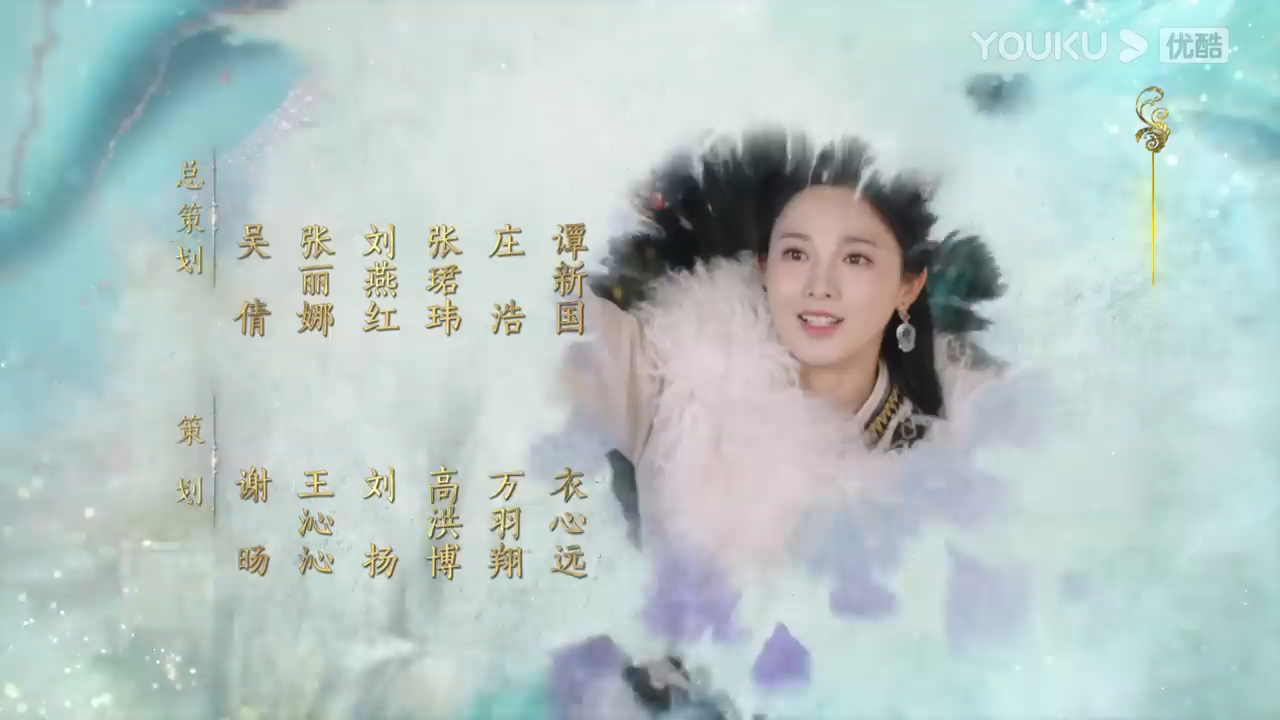 YOUKU 优酷
总策划
吴倩
张丽娜
刘燕红
张珺玮
庄浩
谭新国
策划
谢旸
王沁沁
刘扬
高洪博
万羽翔
衣心远